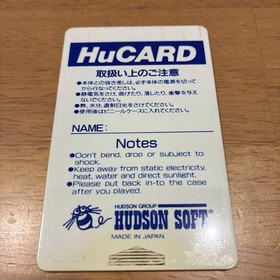 HuCARD
取扱い上のご注意
●本体との抜き差しは、必ず本体の電源を切って
から行なってください。
●静電気をさけ、曲げたり、濡したり、衝撃を与え
ないでください。
●熱、水分、直射日光をさけてください。
●使用後はビニールケースに入れてください。
NAME:
Notes
●Don't bend, drop or subject to
shock.
●Keep away from static electricity,
heat, water and direct sunlight.
●Please put back in-to the case
after you played.
HUDSON GROUP
HUDSON SOFT
MADE IN JAPAN